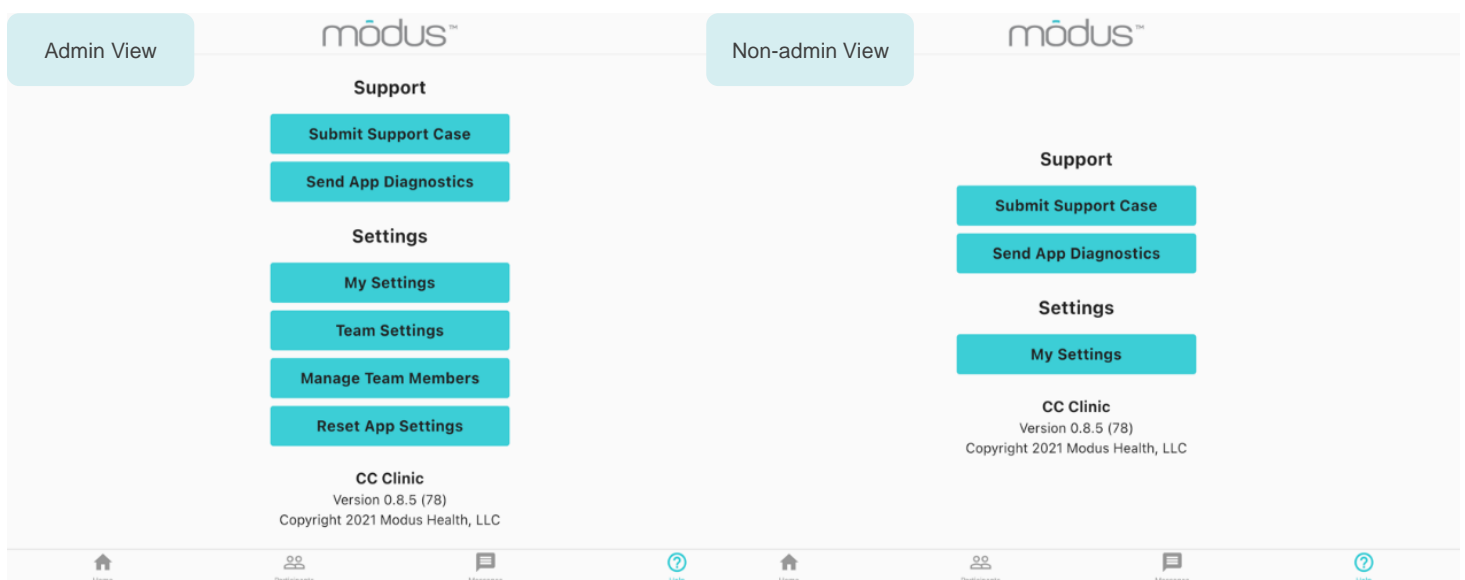 Admin View
mōdus™
Support
Submit Support Case
Send App Diagnostics
Settings
My Settings
Team Settings
Manage Team Members
Reset App Settings
CC Clinic
Version 0.8.5 (78)
Copyright 2021 Modus Health, LLC
Non-admin View
mōdus™
Support
Submit Support Case
Send App Diagnostics
Settings
My Settings
CC Clinic
Version 0.8.5 (78)
Copyright 2021 Modus Health, LLC